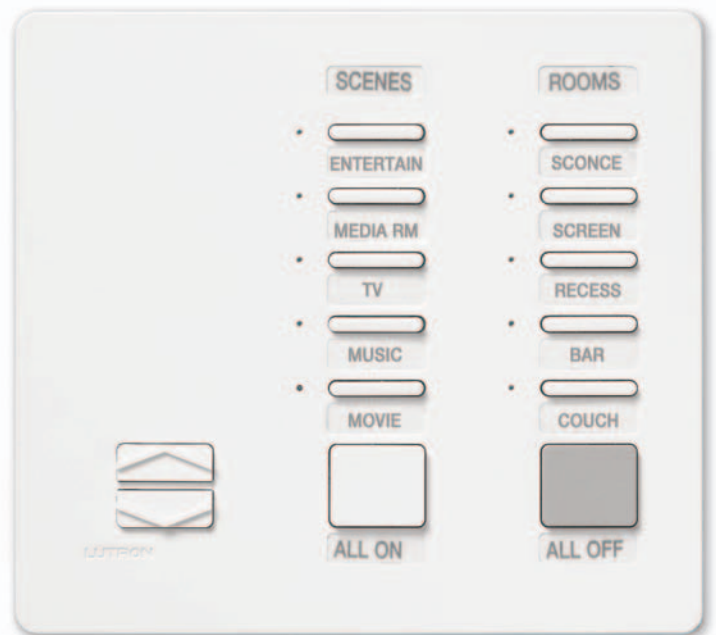 SCENES
ROOMS
ENTERTAIN
SCONCE
MEDIA RM
SCREEN
TV
RECESS
MUSIC
BAR
MOVIE
COUCH
LUTRON
ALL ON
ALL OFF